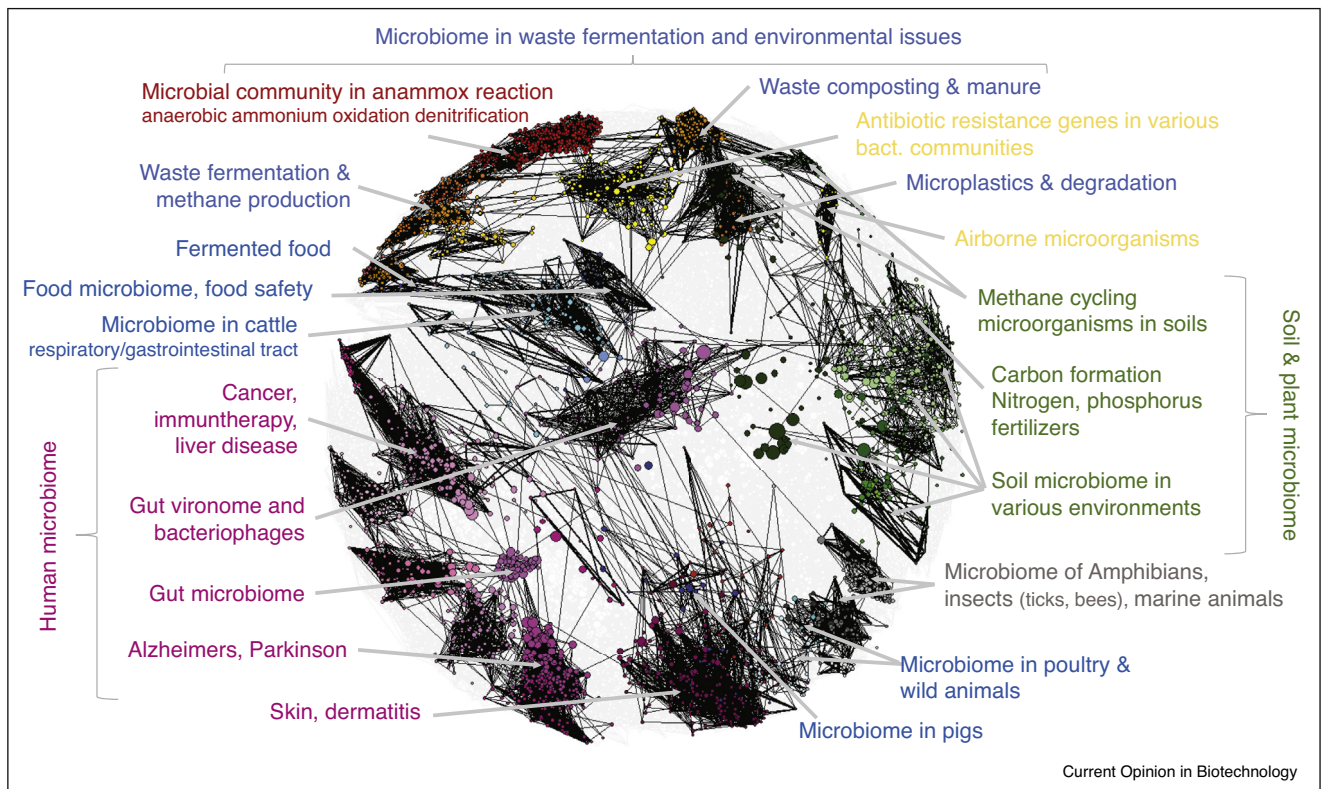 Microbiome in waste fermentation and environmental issues
Microbial community in anammox reaction
anaerobic ammonium oxidation denitrification
Waste composting & manure
Antibiotic resistance genes in various
bact. communities
Waste fermentation &
methane production
Microplastics & degradation
Fermented food
Airborne microorganisms
Food microbiome, food safety
Methane cycling
microorganisms in soils
Microbiome in cattle
respiratory/gastrointestinal tract
Cancer,
immuntherapy,
liver disease
Carbon formation
Nitrogen, phosphorus
fertilizers
Soil & plant microbiome
Human microbiome
Gut vironome and
bacteriophages
Soil microbiome in
various environments
Gut microbiome
Microbiome of Amphibians,
insects (ticks, bees), marine animals
Alzheimers, Parkinson
Microbiome in poultry &
wild animals
Skin, dermatitis
Microbiome in pigs
Current Opinion in Biotechnology